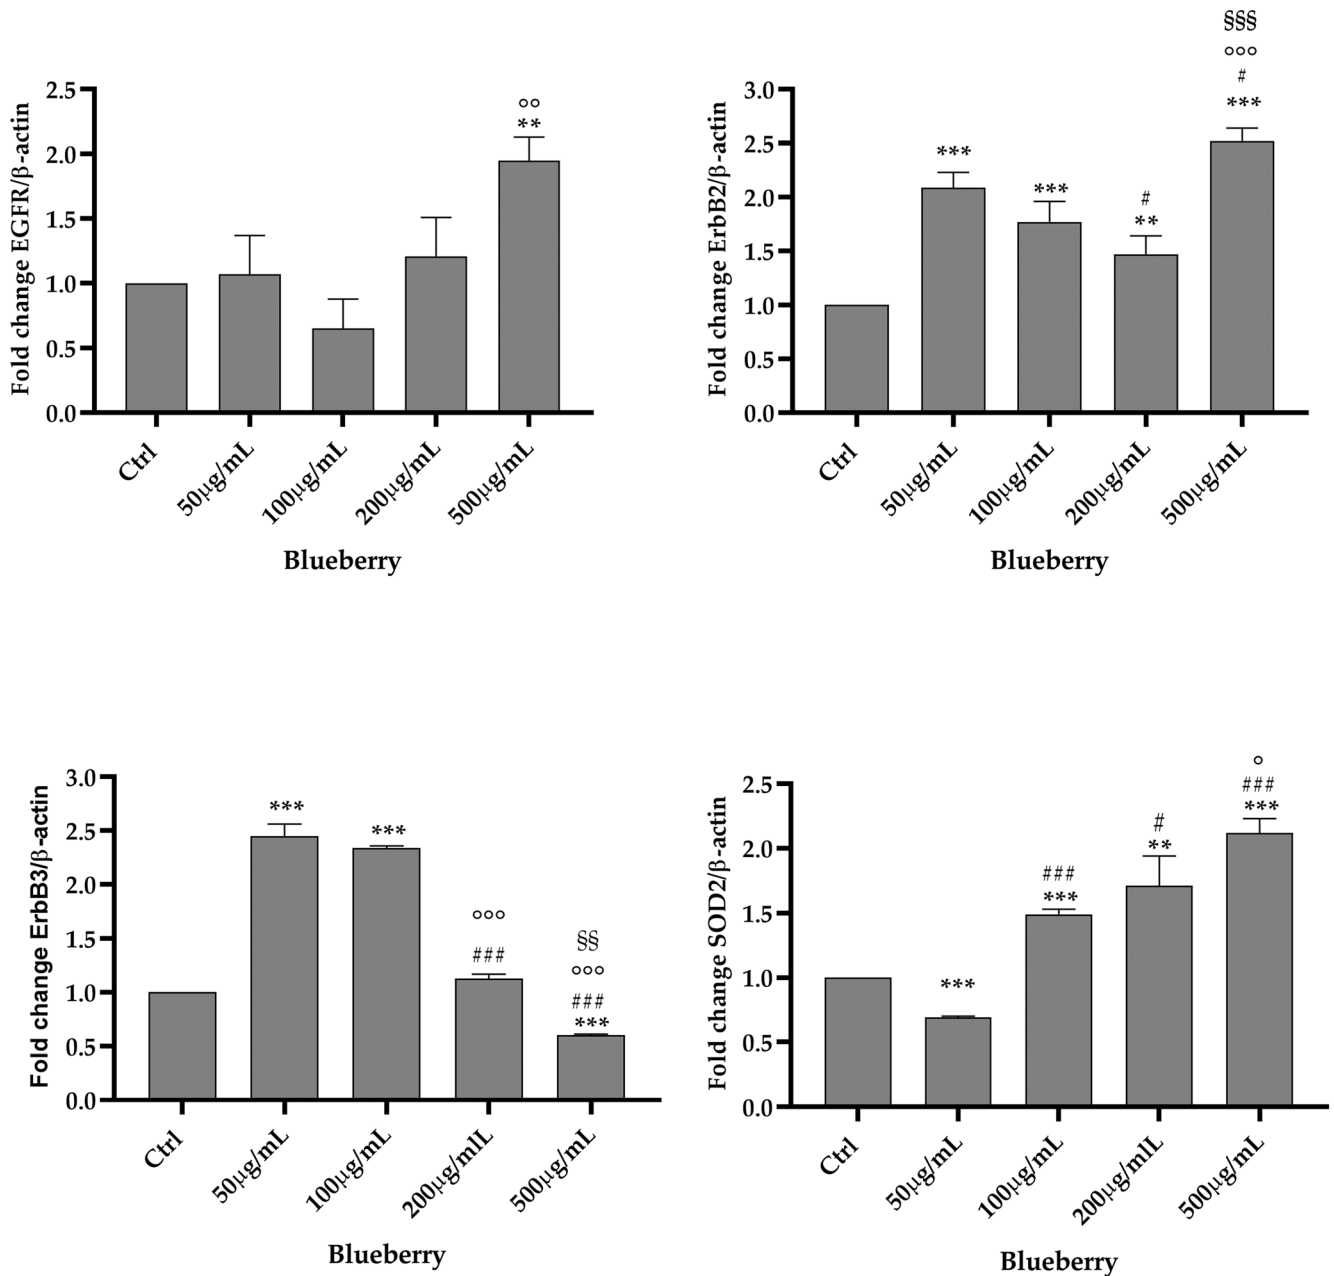 Fold change EGFR/β-actin
2.5
2.0
1.5
1.0
0.5
0.0
°°
**
Ctrl
50μg/mL
100μg/mL
200μg/mL
500μg/mL
Blueberry
Fold change ErbB2/β-actin
3.0
2.5
2.0
1.5
1.0
0.5
0.0
***
***
#
**
§§§
°°°
#
***
Ctrl
50μg/mL
100μg/mL
200μg/mL
500μg/mL
Blueberry
Fold change ErbB3/β-actin
3.0
2.5
2.0
1.5
1.0
0.5
0.0
***
***
°°°
###
§§
°°°
###
***
Ctrl
50μg/mL
100μg/mL
200μg/mlL
500μg/mL
Blueberry
Fold change SOD2/β-actin
2.5
2.0
1.5
1.0
0.5
0.0
***
###
***
#
**
°
###
***
Ctrl
50μg/mL
100μg/mL
200μg/mlL
500μg/mL
Blueberry